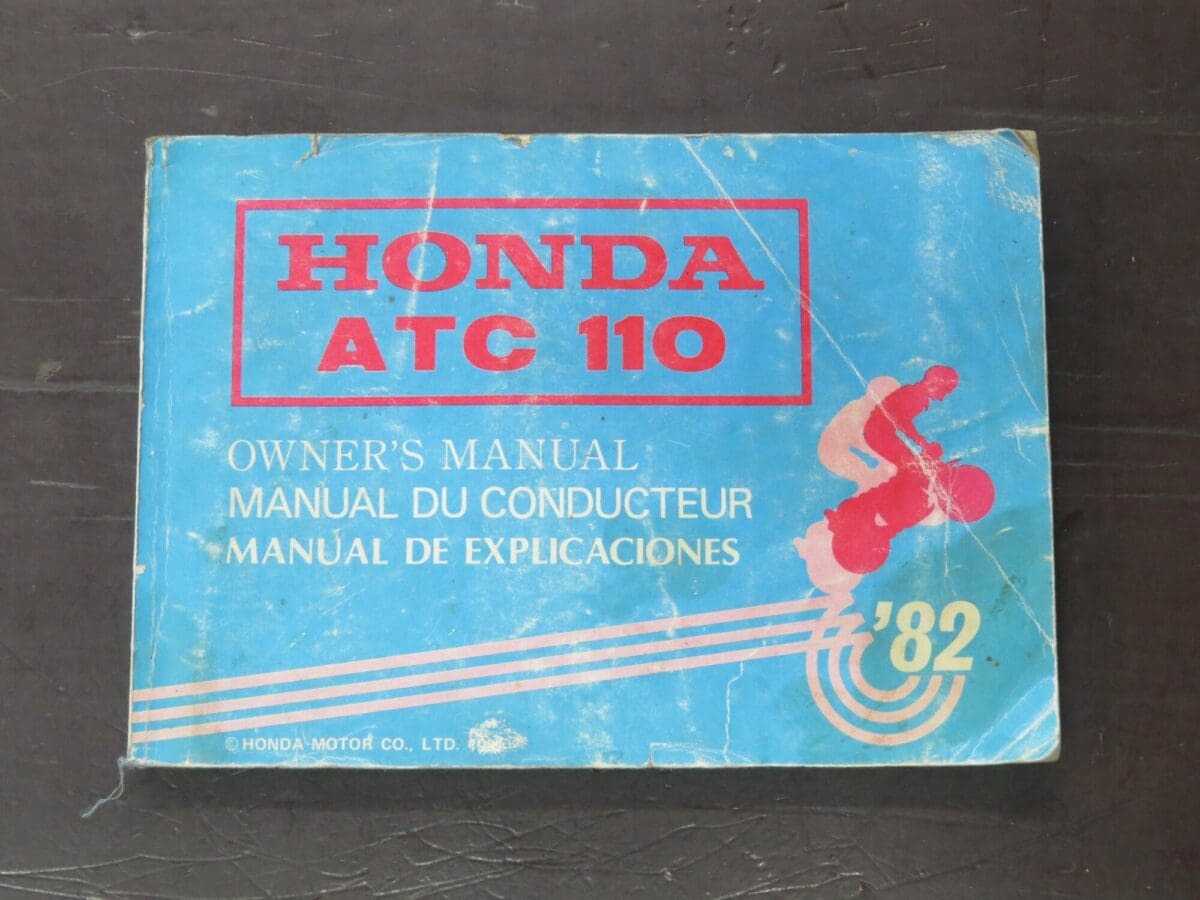 HONDA
ATC 110
OWNER'S MANUAL
MANUAL DU CONDUCTEUR
MANUAL DE EXPLICACIONES
'82
© HONDA MOTOR CO., LTD.